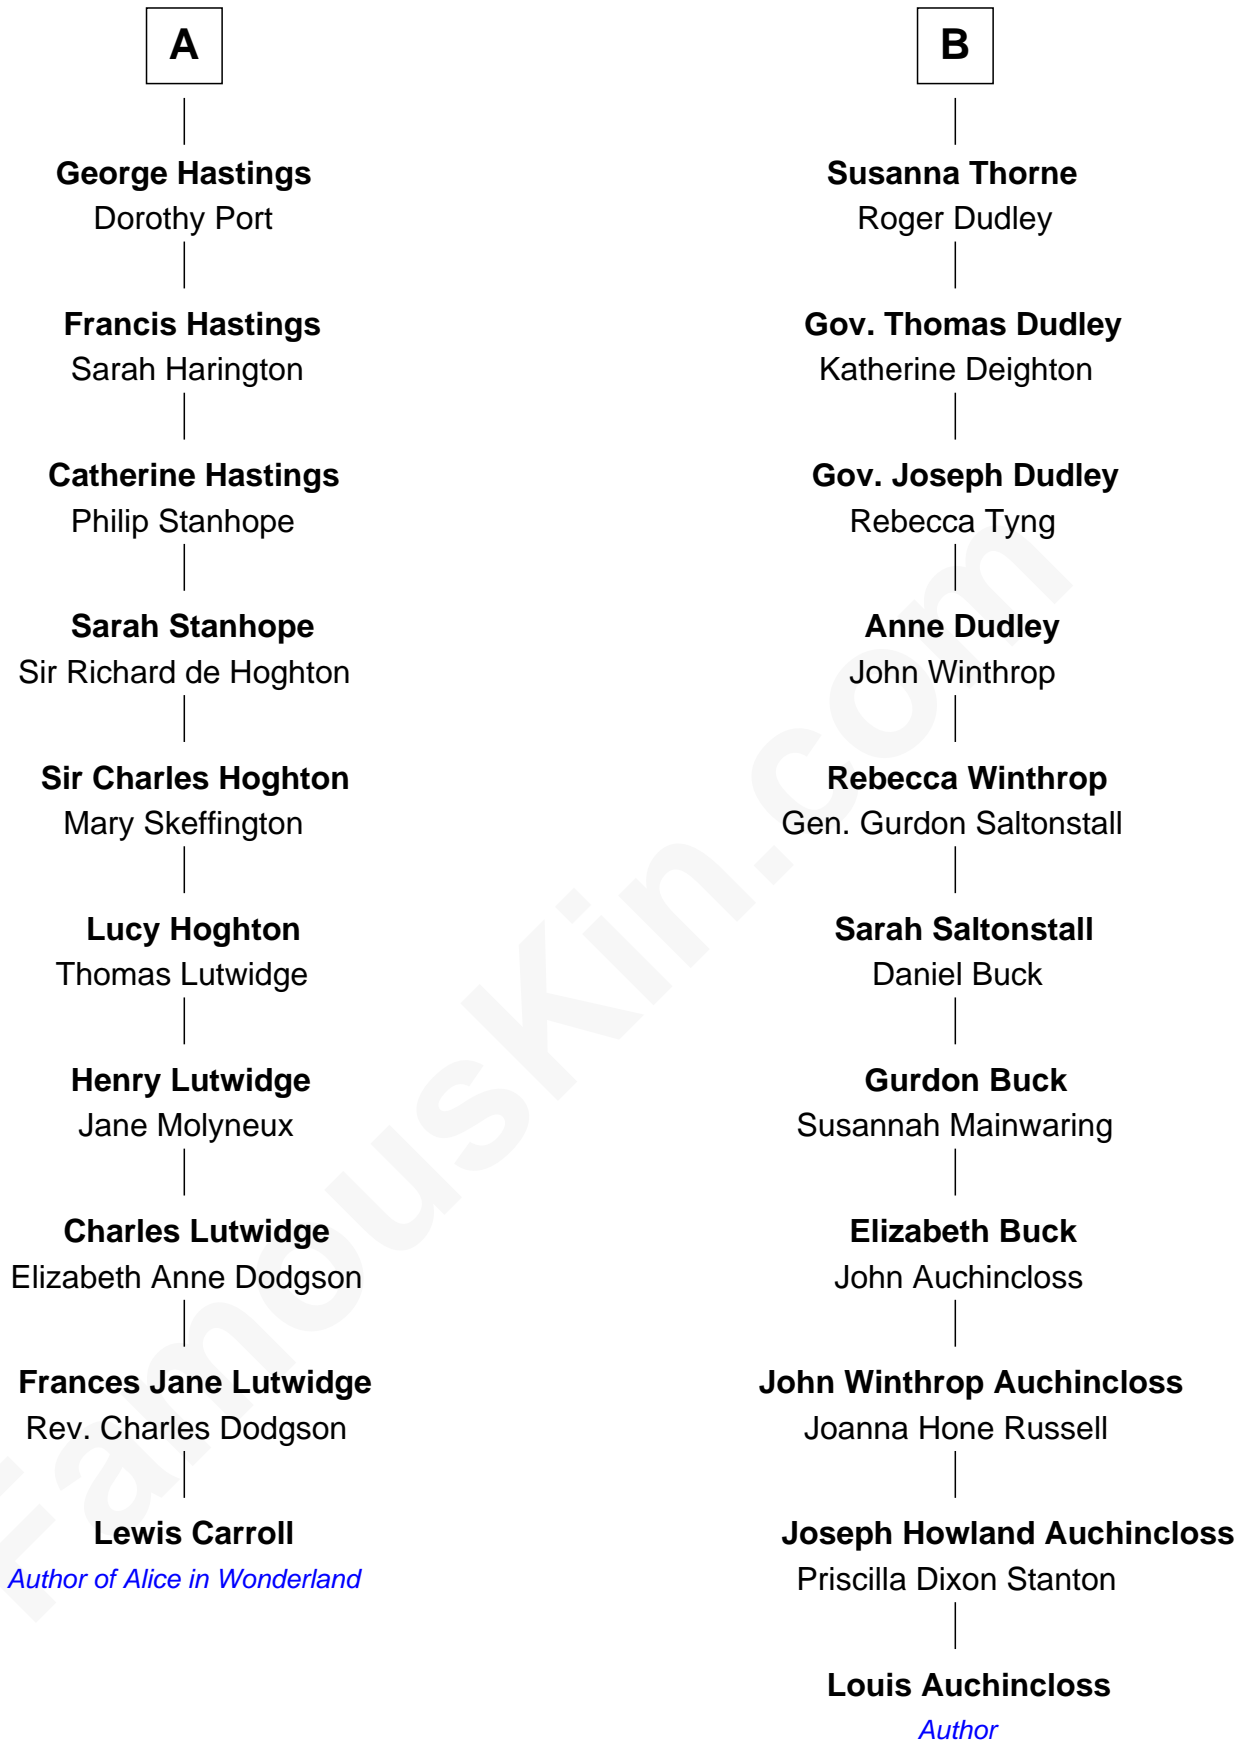 A
George Hastings
Dorothy Port
Francis Hastings
Sarah Harington
Catherine Hastings
Philip Stanhope
Sarah Stanhope
Sir Richard de Hoghton
Sir Charles Hoghton
Mary Skeffington
Lucy Hoghton
Thomas Lutwidge
Henry Lutwidge
Jane Molyneux
Charles Lutwidge
Elizabeth Anne Dodgson
Frances Jane Lutwidge
Rev. Charles Dodgson
Lewis Carroll
Author of Alice in Wonderland
B
Susanna Thorne
Roger Dudley
Gov. Thomas Dudley
Katherine Deighton
Gov. Joseph Dudley
Rebecca Tyng
Anne Dudley
John Winthrop
Rebecca Winthrop
Gen. Gurdon Saltonstall
Sarah Saltonstall
Daniel Buck
Gurdon Buck
Susannah Mainwaring
Elizabeth Buck
John Auchincloss
John Winthrop Auchincloss
Joanna Hone Russell
Joseph Howland Auchincloss
Priscilla Dixon Stanton
Louis Auchincloss
Author
FamousKin.com